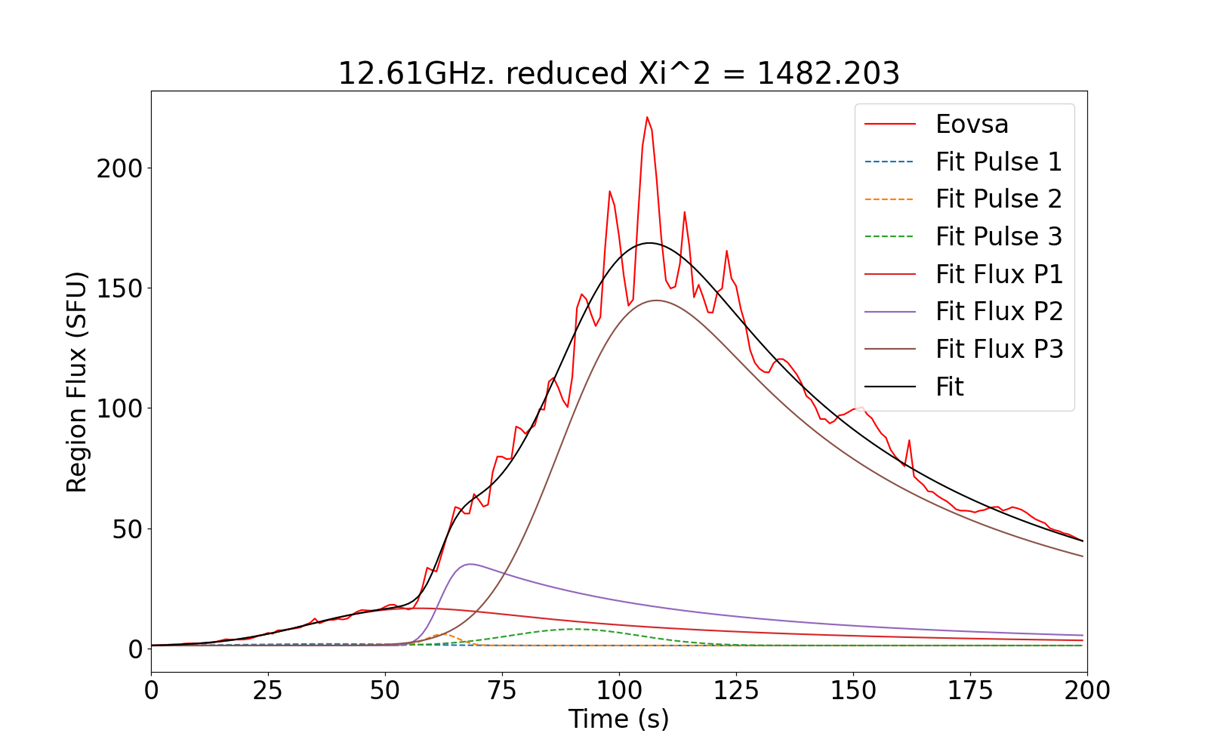 12.61GHz. reduced Xi^2 = 1482.203
Region Flux (SFU)
200
150
100
50
0
Eovsa
Fit Pulse 1
Fit Pulse 2
Fit Pulse 3
Fit Flux P1
Fit Flux P2
Fit Flux P3
Fit
0 25 50 75 100 125 150 175 200
Time (s)